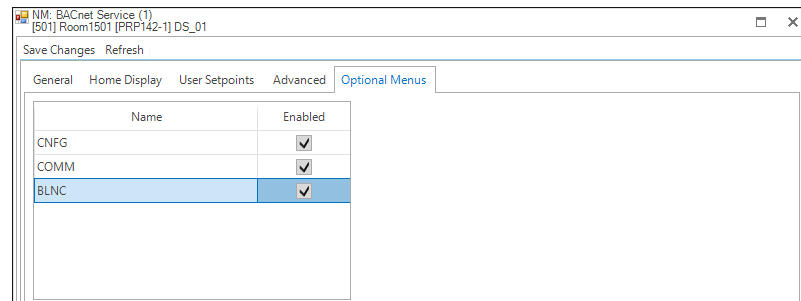 NM: BACnet Service (1)
[501] Room1501 [PRP142-1] DS_01
Save Changes Refresh
General Home Display User Setpoints Advanced Optional Menus
Name Enabled
CNFG
COMM
BLNC